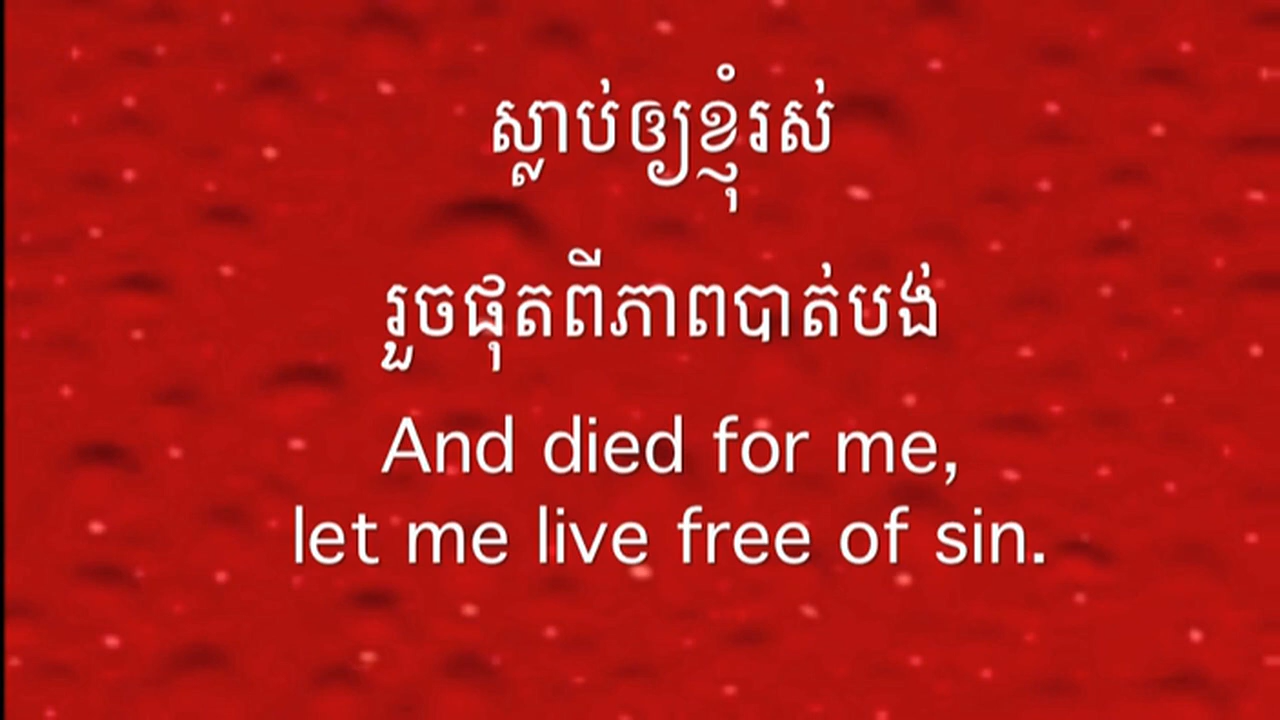 ស្លាប់ឲ្យខ្ញុំរស់
រួចផុតពីភាពបាត់បង់
And died for me,
let me live free of sin.